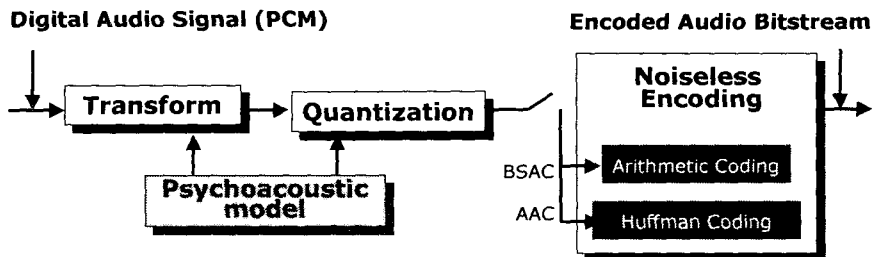 Digital Audio Signal (PCM)
Encoded Audio Bitstream
Transform
Quantization
Noiseless
Encoding
Psychoacoustic
model
BSAC
Arithmetic Coding
AAC
Huffman Coding